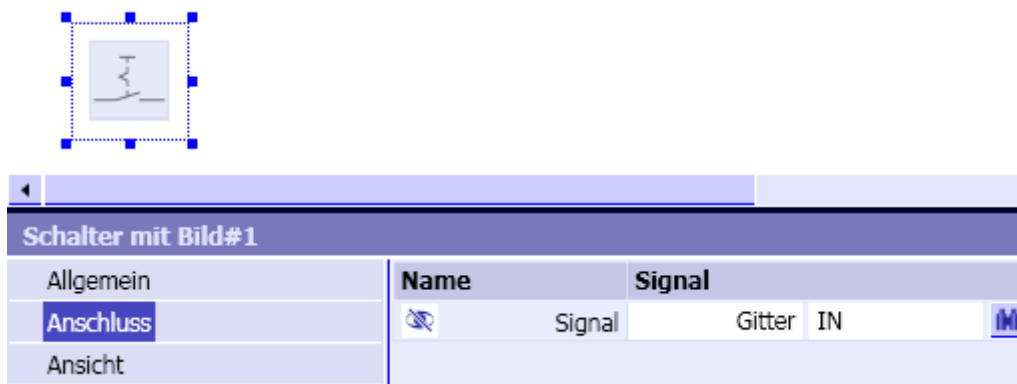 Schalter mit Bild#1
Allgemein
Name Signal
Anschluss
Signal Gitter IN
Ansicht